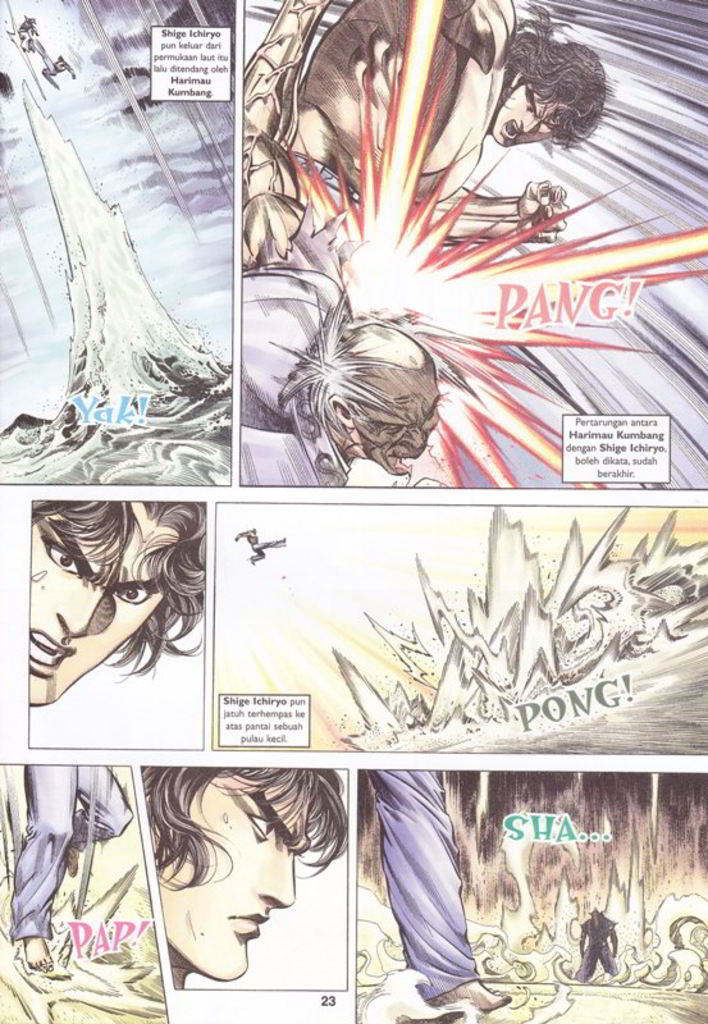 Shige Ichiryo
pun keluar dari
permukaan laut itu
lalu ditendang oleh
Harimau
Kumbang.
Yak!
PANG!
Pertarungan antara
Harimau Kumbang
dengan Shige Ichiryo,
boleh dikata, sudah
berakhir.
Shige Ichiryo pun
jatuh terhempas ke
atas pantai sebuah
pulau kecil.
PONG!
PAP!
SHA...
23